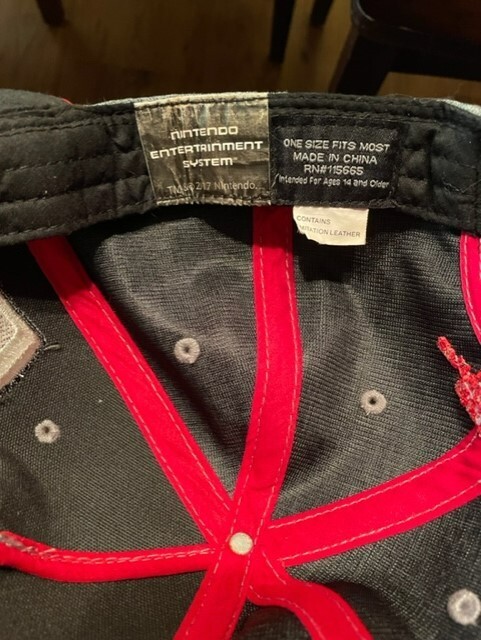 NINTENDO
ENTERTAINMENT
SYSTEM
Nintendo
ONE SIZE FITS MOST
MADE IN CHINA
RN#115665
Intended For Ages 14 and Older
CONTAINS
LEATHER